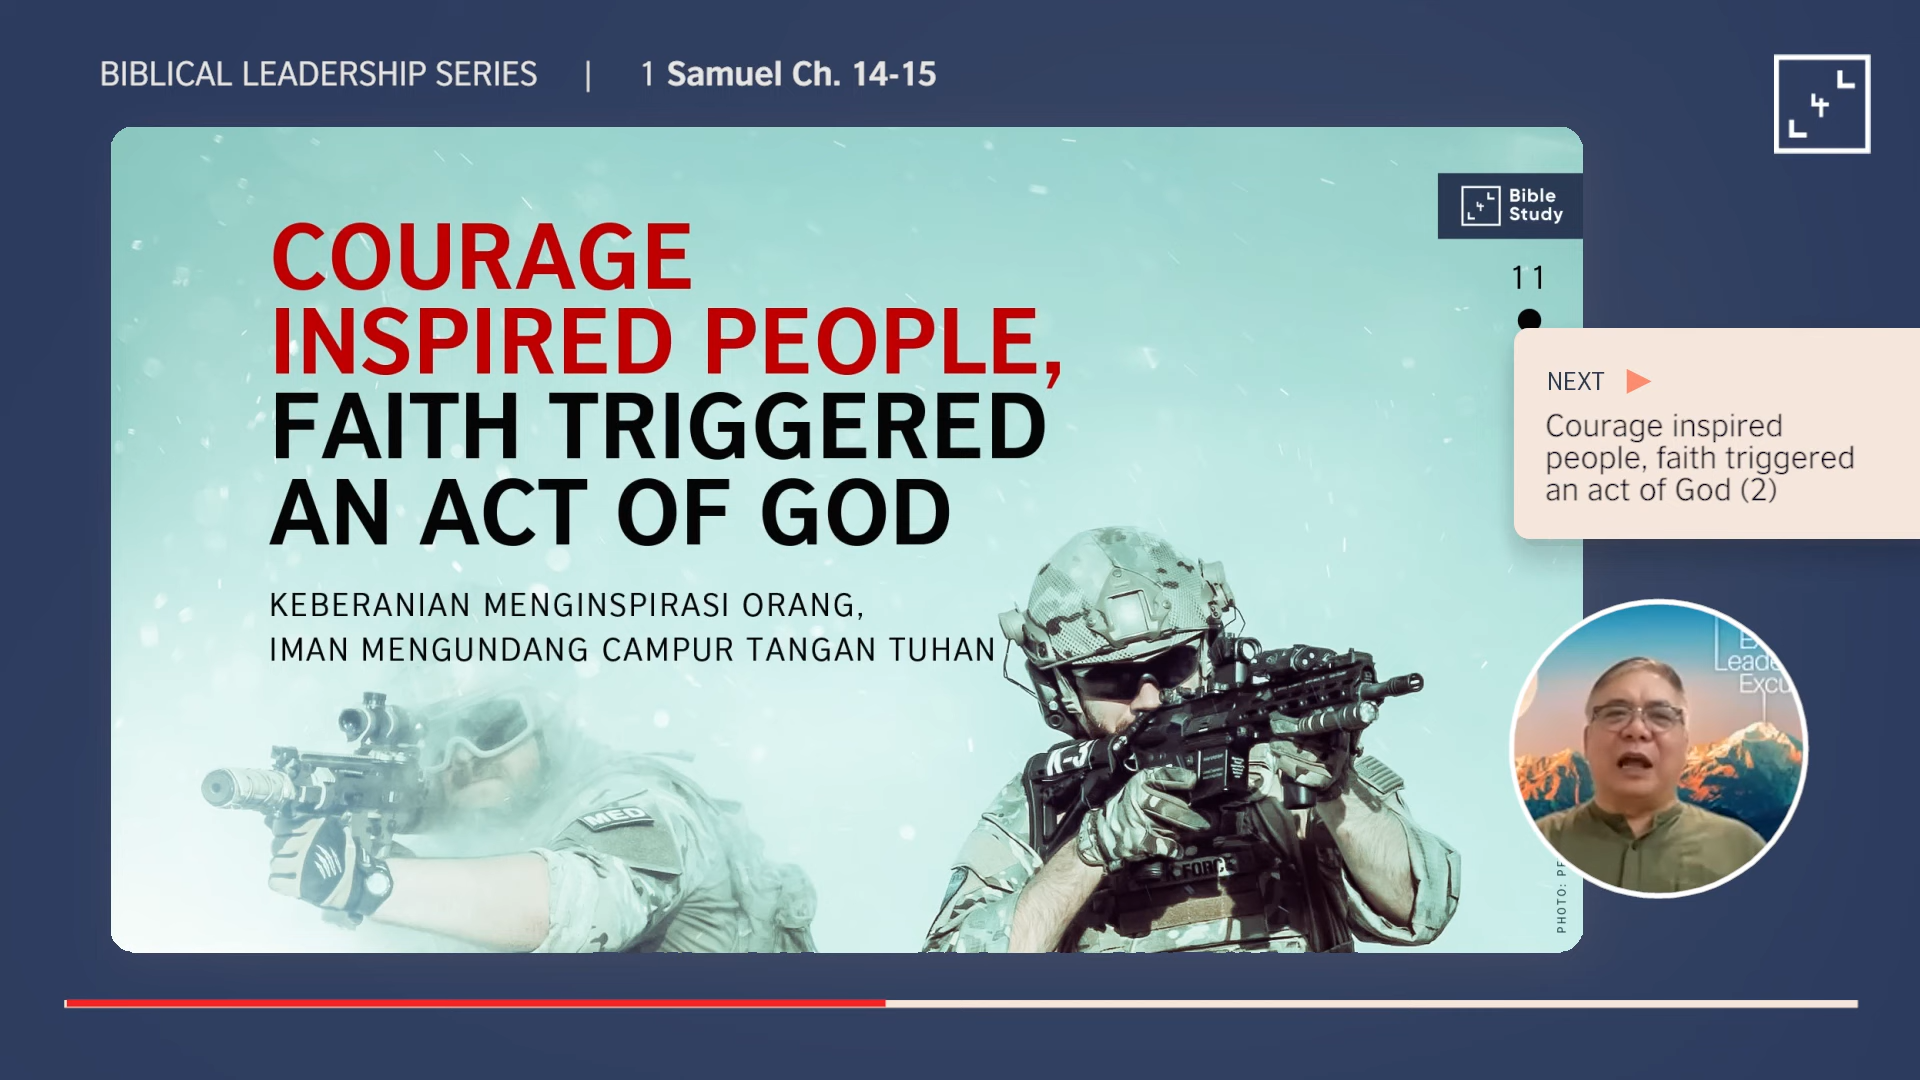 BIBLICAL LEADERSHIP SERIES | 1 Samuel Ch. 14-15
Bible
Study
11
COURAGE
INSPIRED PEOPLE,
FAITH TRIGGERED
AN ACT OF GOD
KEBERANIAN MENGINSPIRASI ORANG,
IMAN MENGUNDANG CAMPUR TANGAN TUHAN
NEXT
Courage inspired
people, faith triggered
an act of God (2)
MED
K-FORCE
PHOTO: